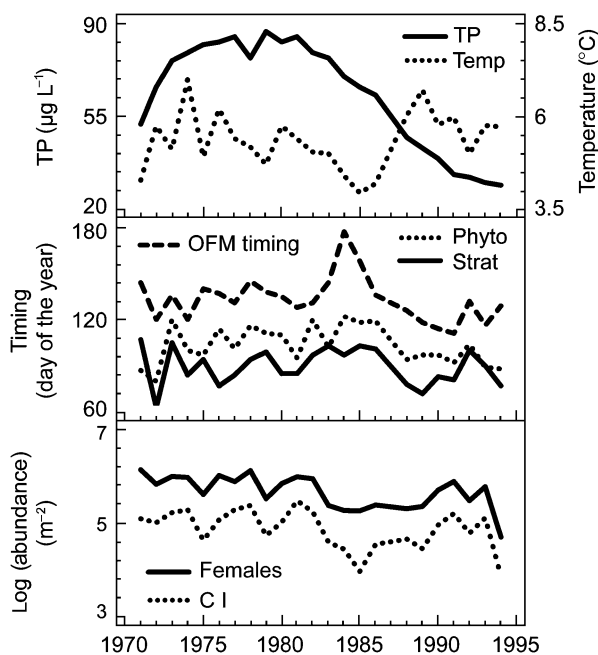 90
55
20
TP (µg L⁻¹)
TP
Temp
8.5
6
3.5
Temperature (°C)
180
120
60
Timing
(day of the year)
OFM timing
Phyto
Strat
7
5
3
Log (abundance)
(m⁻²)
Females
C I
1970 1975 1980 1985 1990 1995